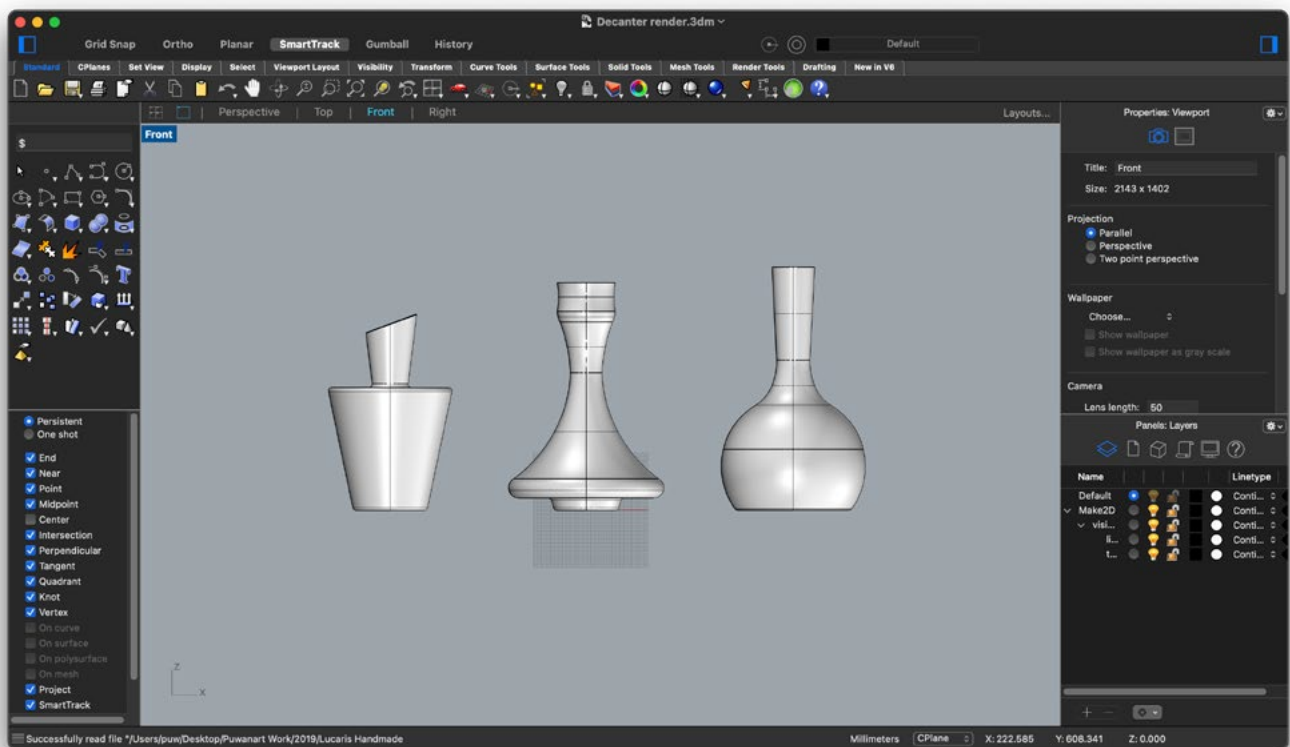 Decanter render.3dm
Grid Snap Ortho Planar SmartTrack Gumball History Default
Standard CPlanes Set View Display Select Viewport Layout Visibility Transform Curve Tools Surface Tools Solid Tools Mesh Tools Render Tools Drafting New in V6
Perspective | Top | Front | Right Layouts...
Front
$
Persistent
One shot
End
Near
Point
Midpoint
Center
Intersection
Perpendicular
Tangent
Quadrant
Knot
Vertex
On curve
On surface
On polysurface
On mesh
Project
SmartTrack
z
x
Properties: Viewport
Title: Front
Size: 2143 x 1402
Projection
Parallel
Perspective
Two point perspective
Wallpaper
Choose...
Show wallpaper
Show wallpaper as gray scale
Camera
Lens length: 50
Panels: Layers
Name Linetype
Default Conti...
Make2D Conti...
visi... Conti...
li... Conti...
t... Conti...
Successfully read file "/Users/puw/Desktop/Puwanart Work/2019/Lucaris Handmade Millimeters CPlane X: 222.585 Y: 608.341 Z: 0.000